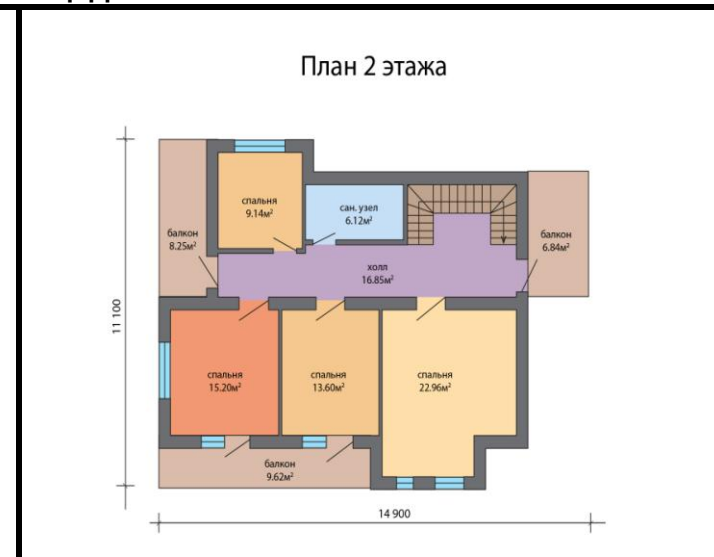 План 2 этажа
спальня
9.14м²
сан. узел
6.12м²
балкон
8.25м²
балкон
6.84м²
холл
16.85м²
11 100
спальня
15.20м²
спальня
13.60м²
спальня
22.96м²
балкон
9.62м²
14 900